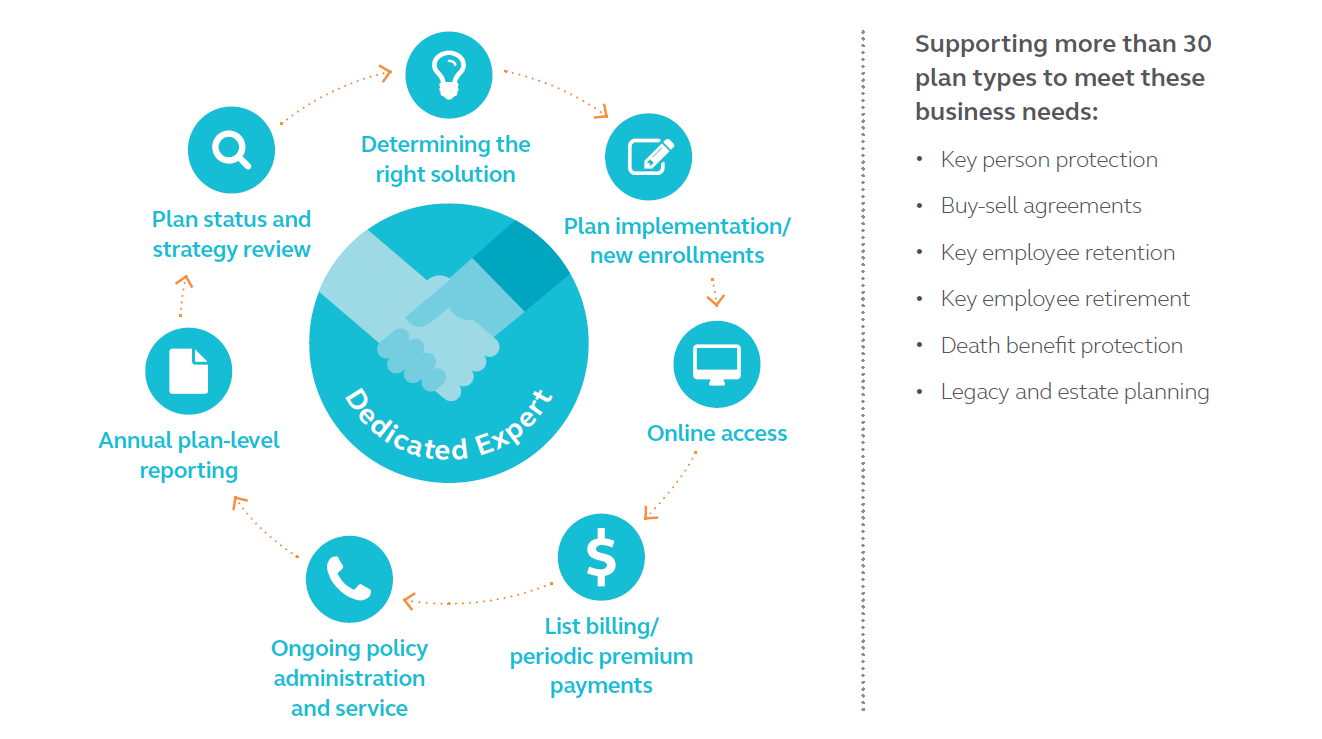 Determining the
right solution
Plan implementation/
new enrollments
Online access
List billing/
periodic premium
payments
Ongoing policy
administration
and service
Annual plan-level
reporting
Plan status and
strategy review
Dedicated Expert
Supporting more than 30
plan types to meet these
business needs:
• Key person protection
• Buy-sell agreements
• Key employee retention
• Key employee retirement
• Death benefit protection
• Legacy and estate planning